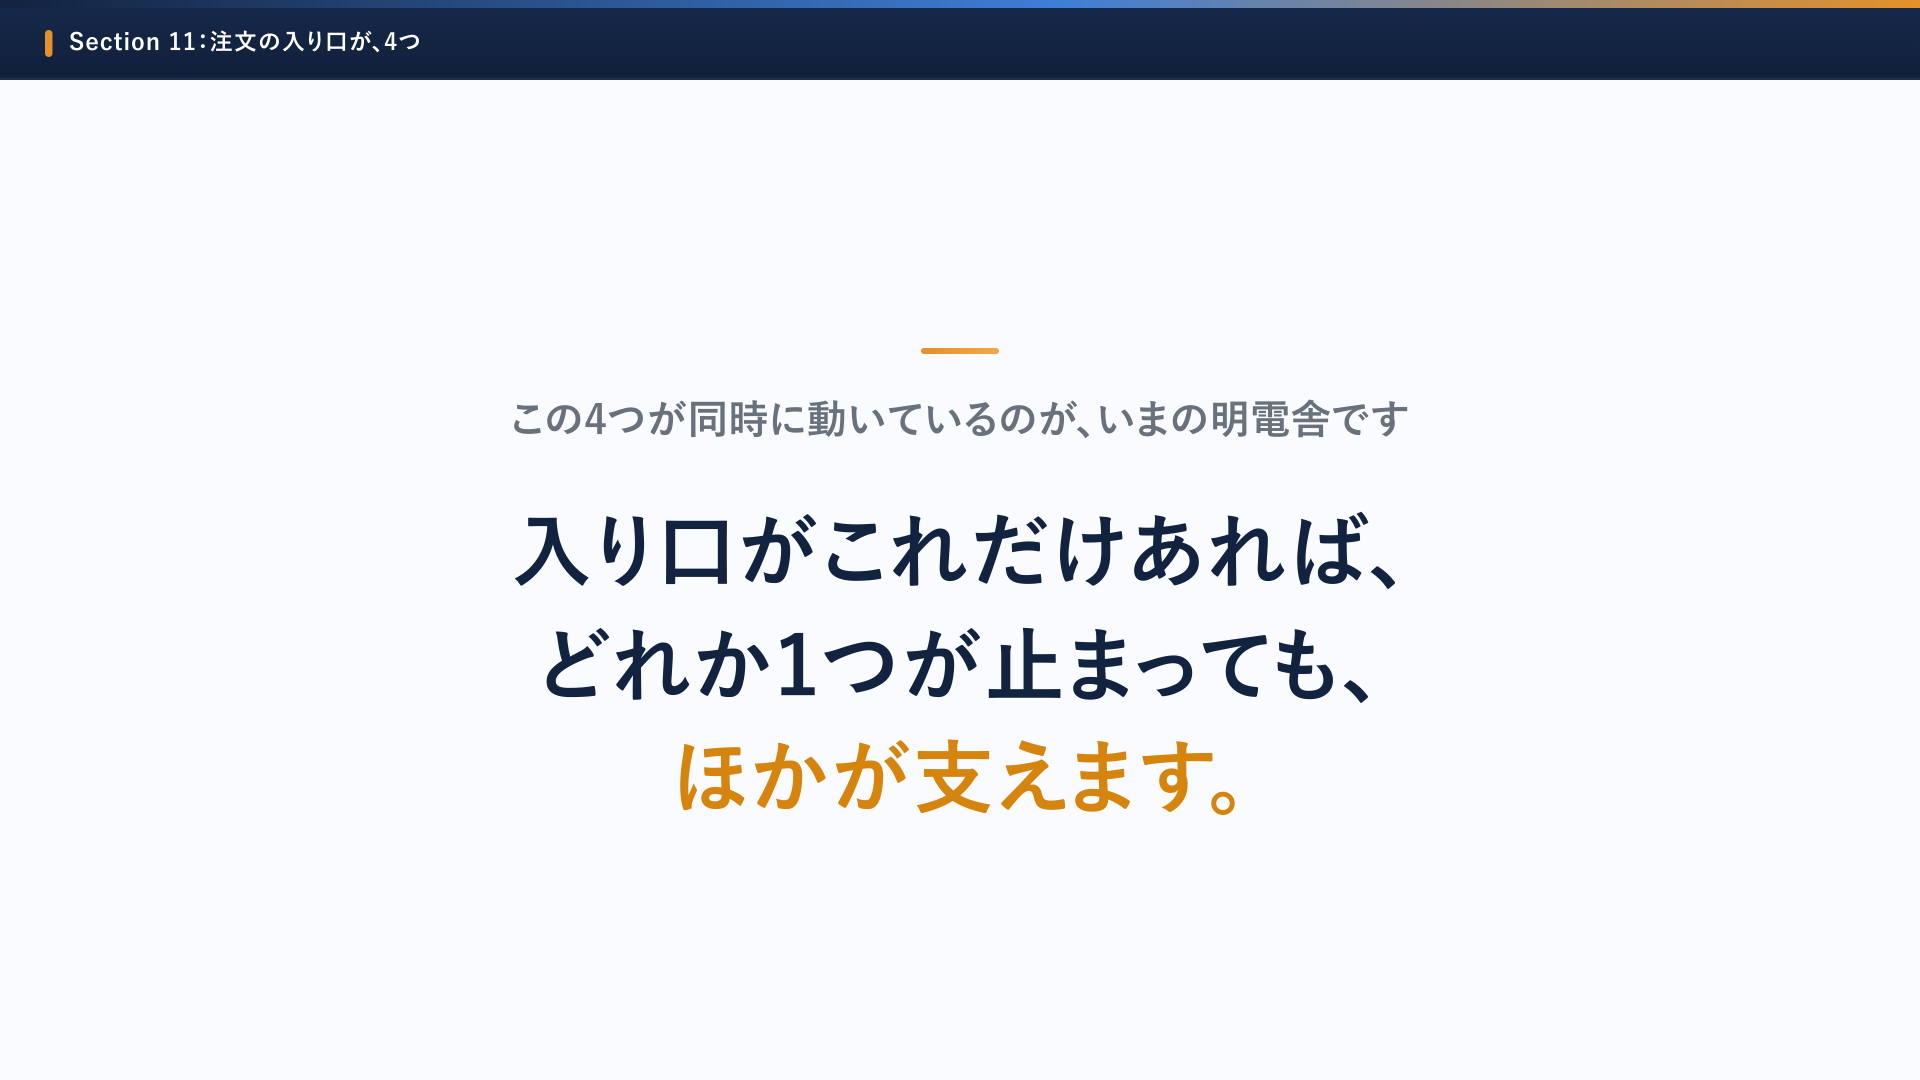 Section 11：注文の入り口が、4つ
この4つが同時に動いているのが、いまの明電舎です
入り口がこれだけあれば、
どれか1つが止まっても、
ほかが支えます。